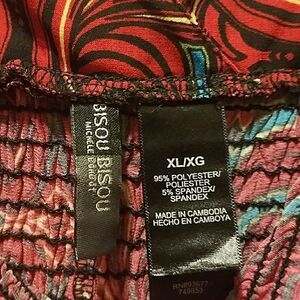 BISOU BISOU
MICHELE BOHBOT
XL/XG
95% POLYESTER/
POLIESTER
5% SPANDEX/
SPANDEX
MADE IN CAMBODIA
HECHO EN CAMBOYA